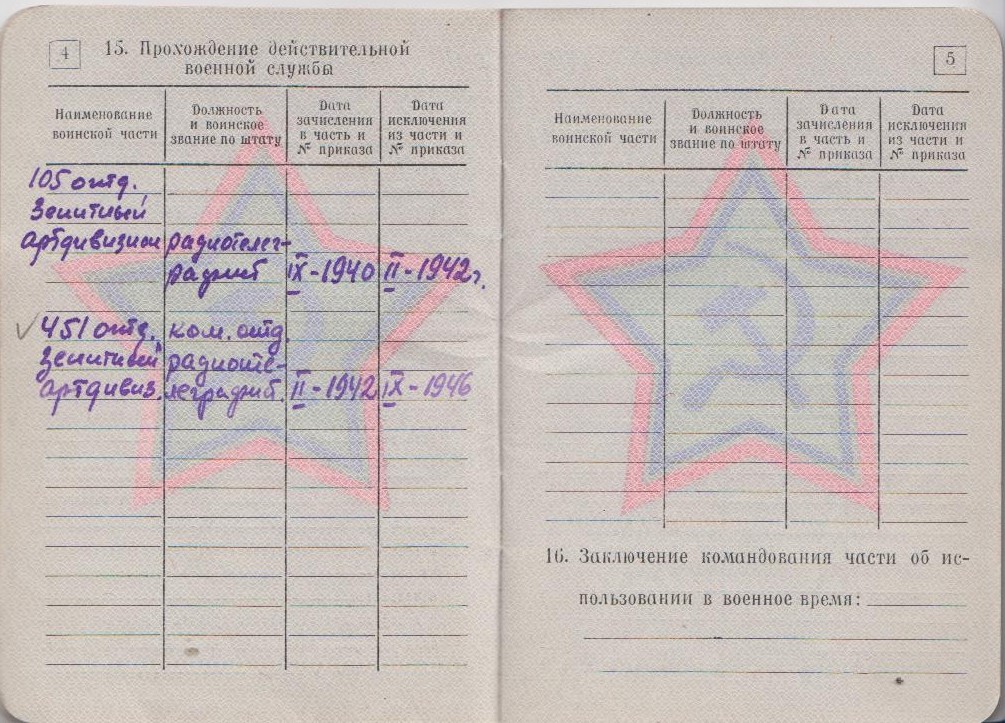 4
15. Прохождение действительной
военной службы
Наименование
воинской части
Должность
и воинское
звание по штату
Дата
зачисления
в часть и
№ приказа
Дата
исключения
из части и
№ приказа
105 отд.
Зенитный
артдивизион радиотелег-
рафист IX-1940 II-1942г.
451 отд. ком. отд.
Зенитный радиоте-
артдивиз. леграфист. II-1942 IX-1946
5
Наименование
воинской части
Должность
и воинское
звание по штату
Дата
зачисления
в часть и
№ приказа
Дата
исключения
из части и
№ приказа
16. Заключение командования части об ис-
пользовании в военное время: